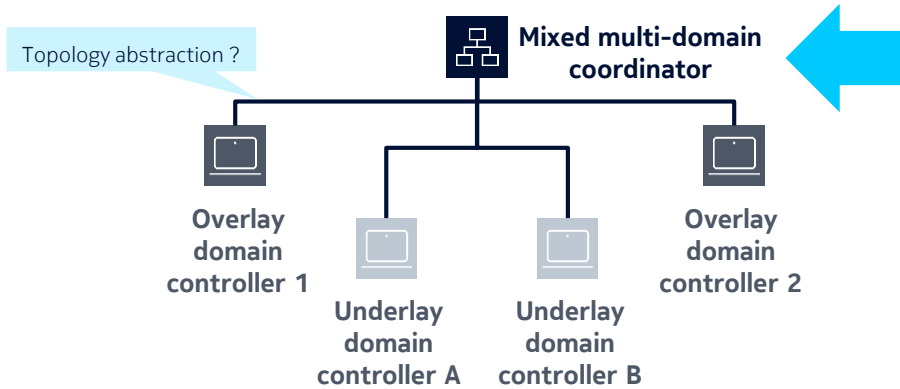 Topology abstraction ?
Mixed multi-domain
coordinator
Overlay
domain
controller 1
Underlay
domain
controller A
Underlay
domain
controller B
Overlay
domain
controller 2